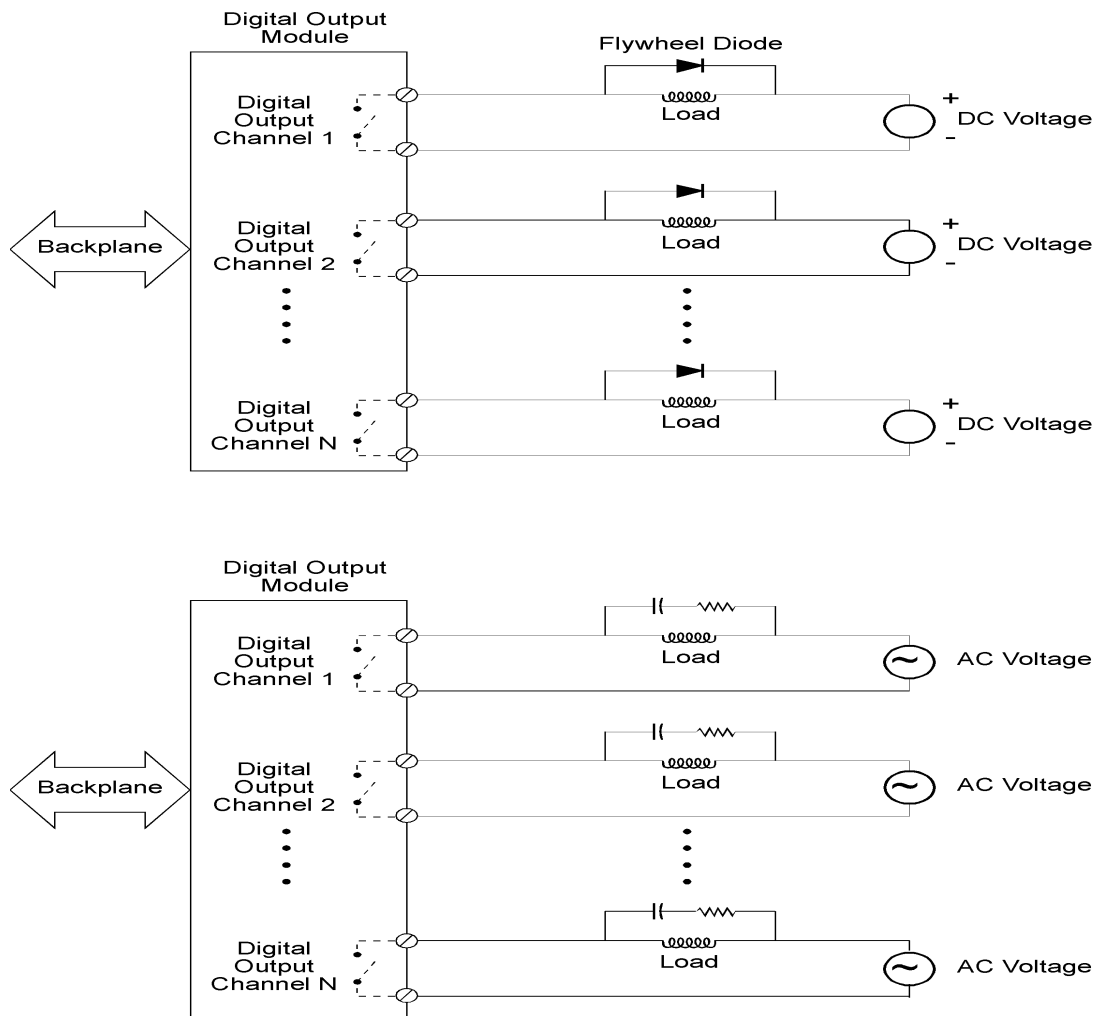 Digital Output
Module
Flywheel Diode
Digital
Output
Channel 1
Load
+
DC Voltage
-
Backplane
Digital
Output
Channel 2
Load
+
DC Voltage
-
Digital
Output
Channel N
Load
+
DC Voltage
-
Digital Output
Module
Digital
Output
Channel 1
Load
~
AC Voltage
Backplane
Digital
Output
Channel 2
Load
~
AC Voltage
Digital
Output
Channel N
Load
~
AC Voltage